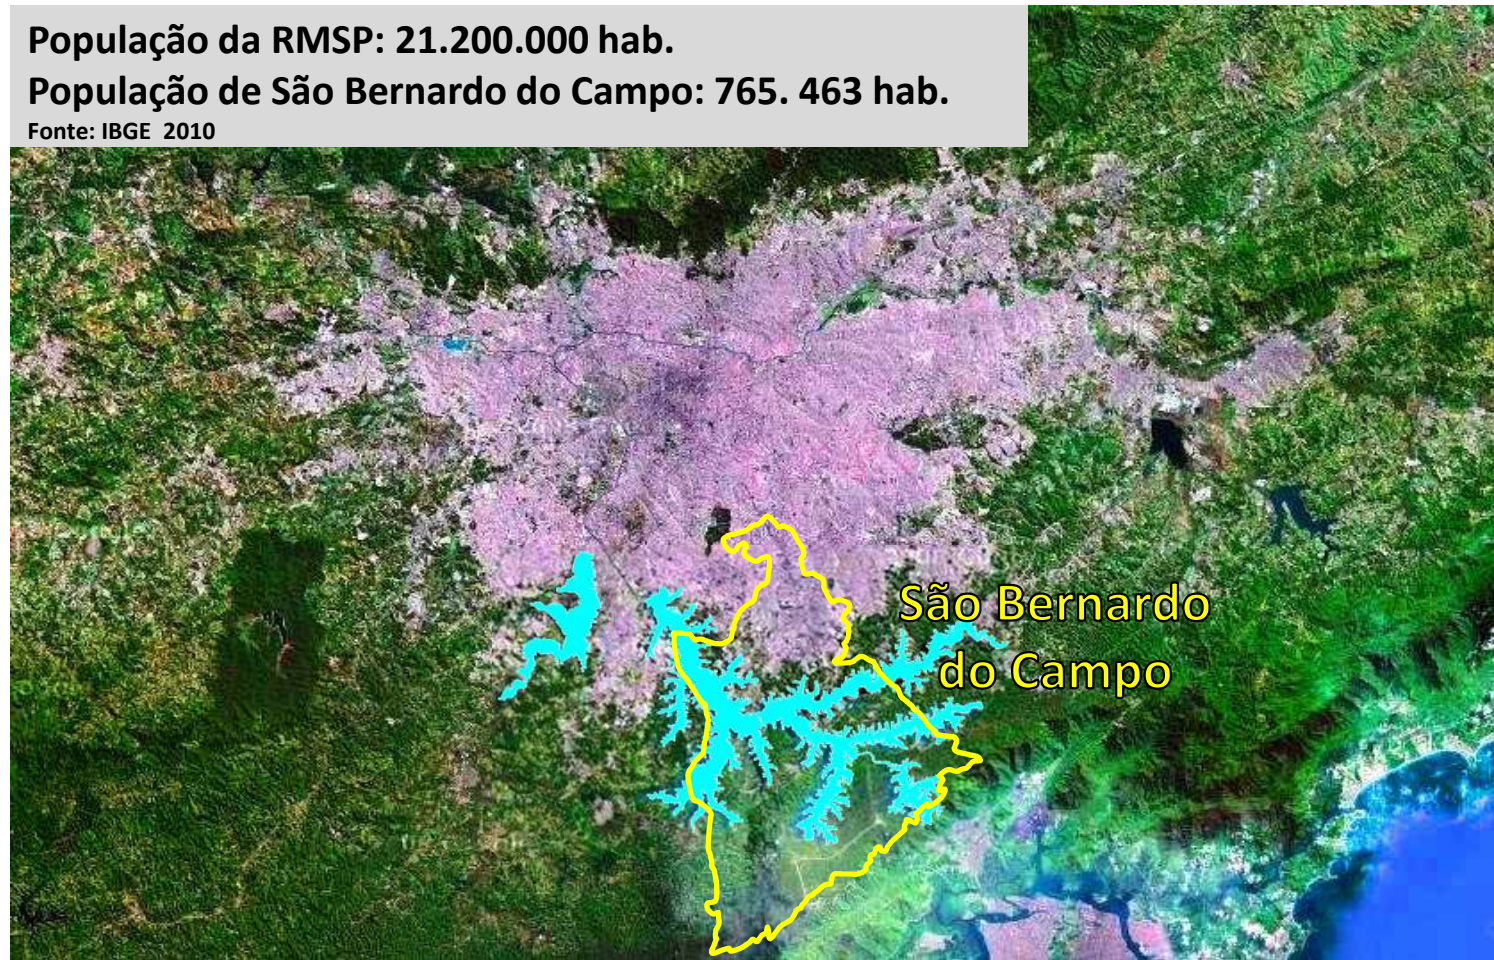 População da RMSP: 21.200.000 hab.
População de São Bernardo do Campo: 765. 463 hab.
Fonte: IBGE 2010
São Bernardo
do Campo